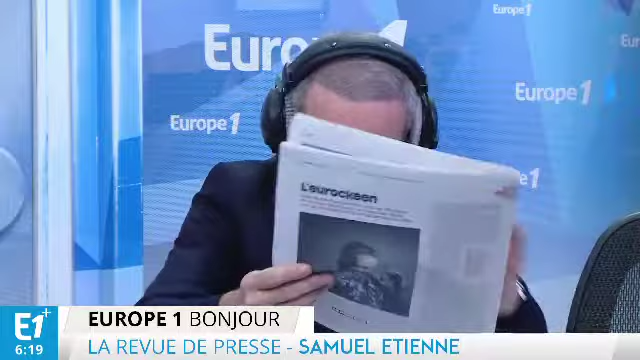 Europe 1
Europe 1
Europe 1
Europe 1
L'eurockéen
E1+
6:19
EUROPE 1 BONJOUR
LA REVUE DE PRESSE - SAMUEL ETIENNE